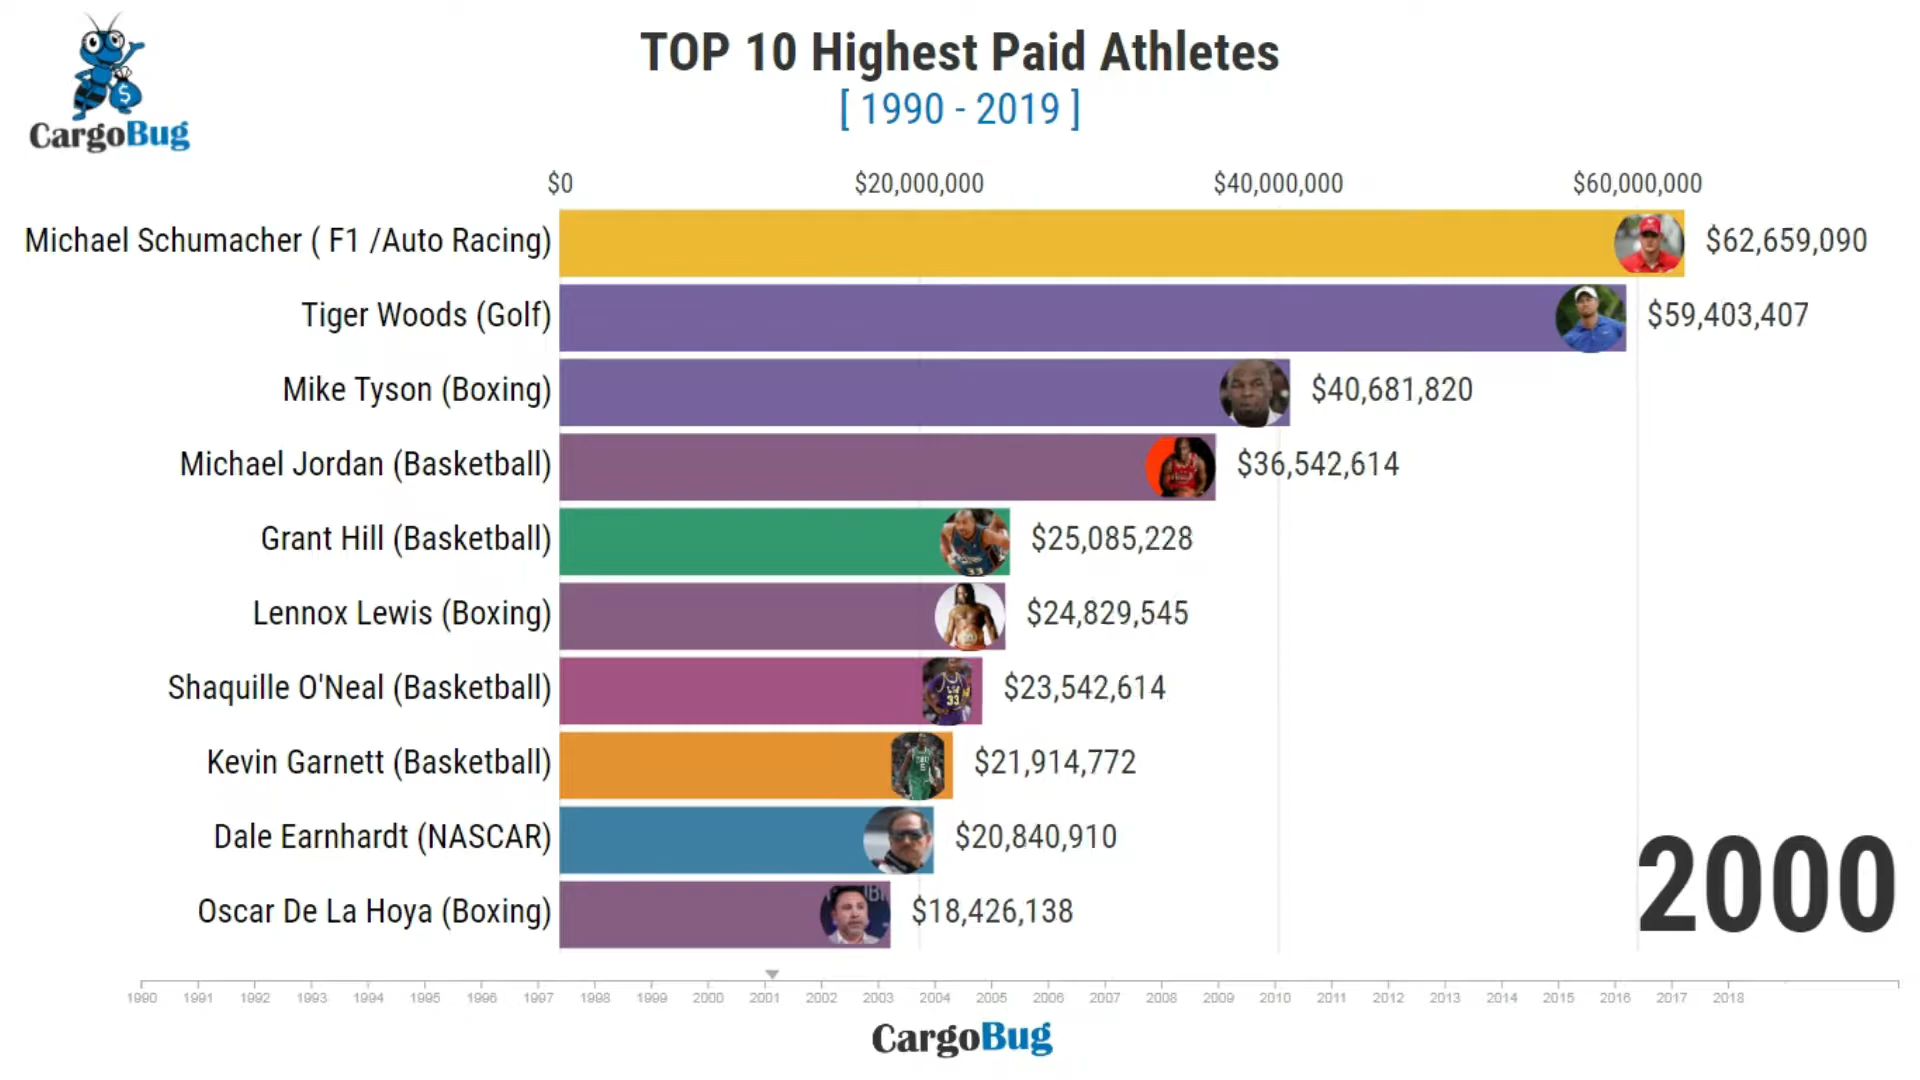 TOP 10 Highest Paid Athletes
[ 1990 - 2019 ]
CargoBug
$0 $20,000,000 $40,000,000 $60,000,000
Michael Schumacher ( F1 /Auto Racing) $62,659,090
Tiger Woods (Golf) $59,403,407
Mike Tyson (Boxing) $40,681,820
Michael Jordan (Basketball) $36,542,614
Grant Hill (Basketball) 33 $25,085,228
Lennox Lewis (Boxing) $24,829,545
Shaquille O'Neal (Basketball) 33 $23,542,614
Kevin Garnett (Basketball) $21,914,772
Dale Earnhardt (NASCAR) $20,840,910
Oscar De La Hoya (Boxing) $18,426,138
2000
1990 1991 1992 1993 1994 1995 1996 1997 1998 1999 2000 2001 2002 2003 2004 2005 2006 2007 2008 2009 2010 2011 2012 2013 2014 2015 2016 2017 2018
CargoBug